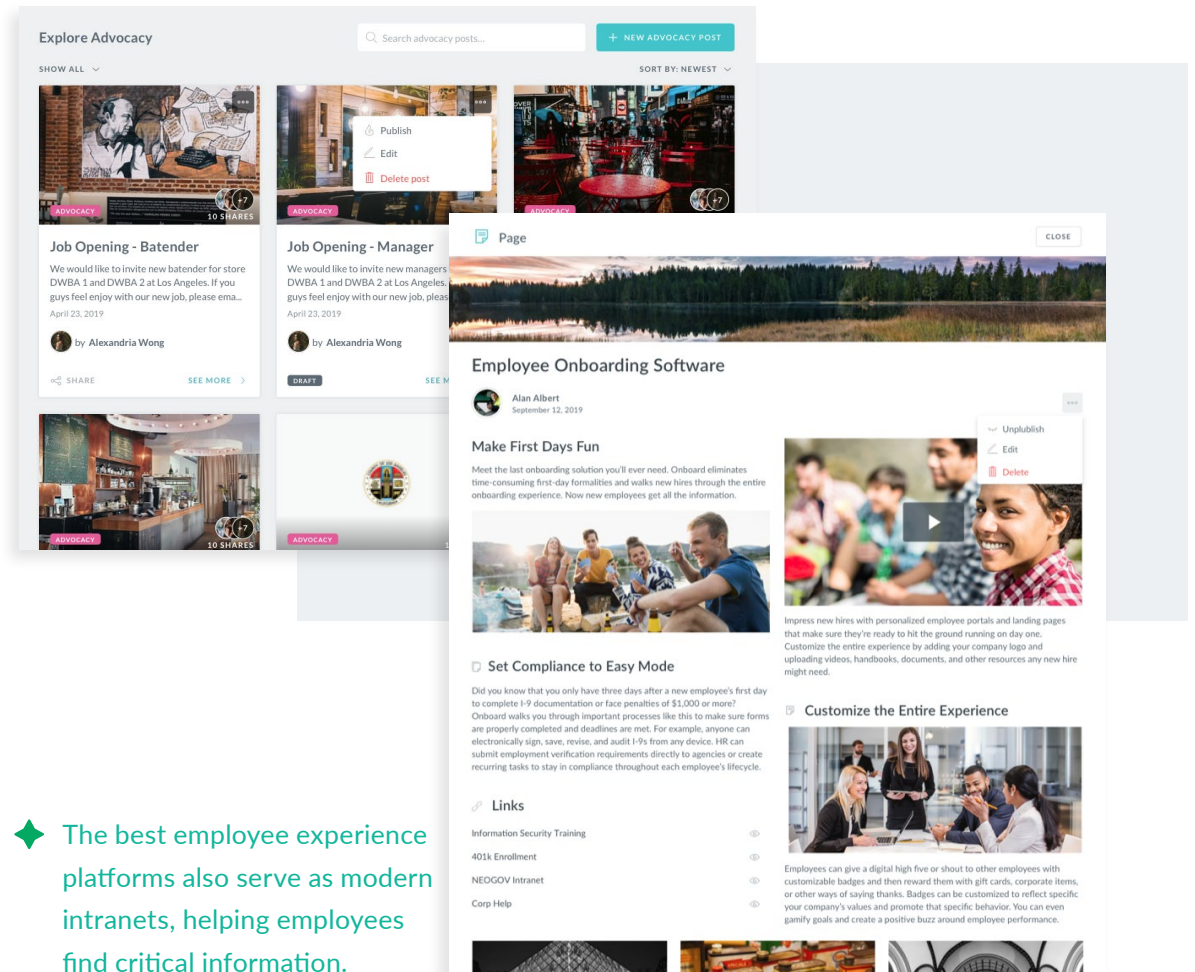 Explore Advocacy
Search advocacy posts...
+ NEW ADVOCACY POST
SHOW ALL
SORT BY: NEWEST
ADVOCACY
+7
10 SHARES
Job Opening - Batender
We would like to invite new batender for store
DWBA 1 and DWBA 2 at Los Angeles. If you
guys feel enjoy with our new job, please ema...
April 23, 2019
by Alexandria Wong
SHARE
SEE MORE
Publish
Edit
Delete post
ADVOCACY
Job Opening - Manager
We would like to invite new managers
DWBA 1 and DWBA 2 at Los Angeles.
guys feel enjoy with our new job, pleas
April 23, 2019
by Alexandria Wong
DRAFT
SEE M
ADVOCACY
+7
ADVOCACY
+7
10 SHARES
ADVOCACY
1
Page
CLOSE
Employee Onboarding Software
Alan Albert
September 12, 2019
Unplublish
Edit
Delete
Make First Days Fun
Meet the last onboarding solution you'll ever need. Onboard eliminates
time-consuming first-day formalities and walks new hires through the entire
onboarding experience. Now new employees get all the information.
Set Compliance to Easy Mode
Did you know that you only have three days after a new employee's first day
to complete I-9 documentation or face penalties of $1,000 or more?
Onboard walks you through important processes like this to make sure forms
are properly completed and deadlines are met. For example, anyone can
electronically sign, save, revise, and audit I-9s from any device. HR can
submit employment verification requirements directly to agencies or create
recurring tasks to stay in compliance throughout each employee's lifecycle.
Links
Information Security Training
401k Enrollment
NEOGOV Intranet
Corp Help
Impress new hires with personalized employee portals and landing pages
that make sure they're ready to hit the ground running on day one.
Customize the entire experience by adding your company logo and
uploading videos, handbooks, documents, and other resources any new hire
might need.
Customize the Entire Experience
Employees can give a digital high five or shout to other employees with
customizable badges and then reward them with gift cards, corporate items,
or other ways of saying thanks. Badges can be customized to reflect specific
your company's values and promote that specific behavior. You can even
gamify goals and create a positive buzz around employee performance.
The best employee experience
platforms also serve as modern
intranets, helping employees
find critical information.